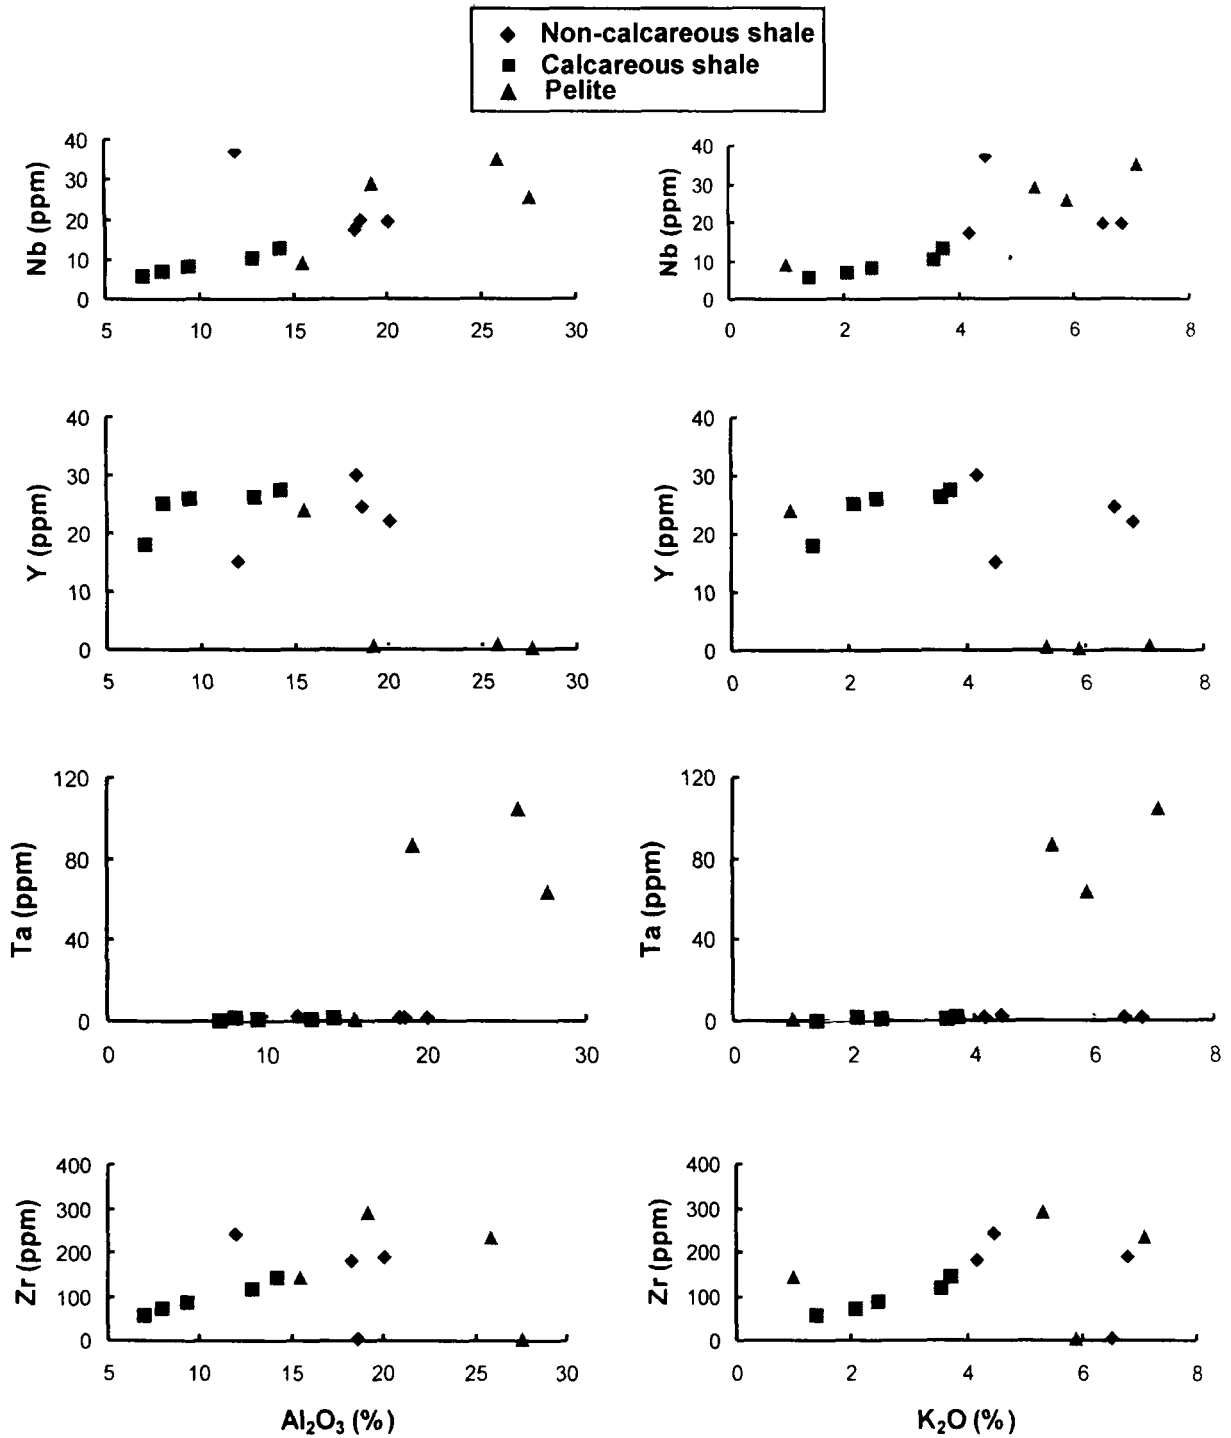 Non-calcareous shale
Calcareous shale
Pelite
Nb (ppm)
40
30
20
10
0
5 10 15 20 25 30
Nb (ppm)
40
30
20
10
0
0 2 4 6 8
Y (ppm)
40
30
20
10
0
5 10 15 20 25 30
Y (ppm)
40
30
20
10
0
0 2 4 6 8
Ta (ppm)
120
80
40
0
0 10 20 30
Ta (ppm)
120
80
40
0
0 2 4 6 8
Zr (ppm)
400
300
200
100
0
5 10 15 20 25 30
Al₂O₃ (%)
Zr (ppm)
400
300
200
100
0
0 2 4 6 8
K₂O (%)